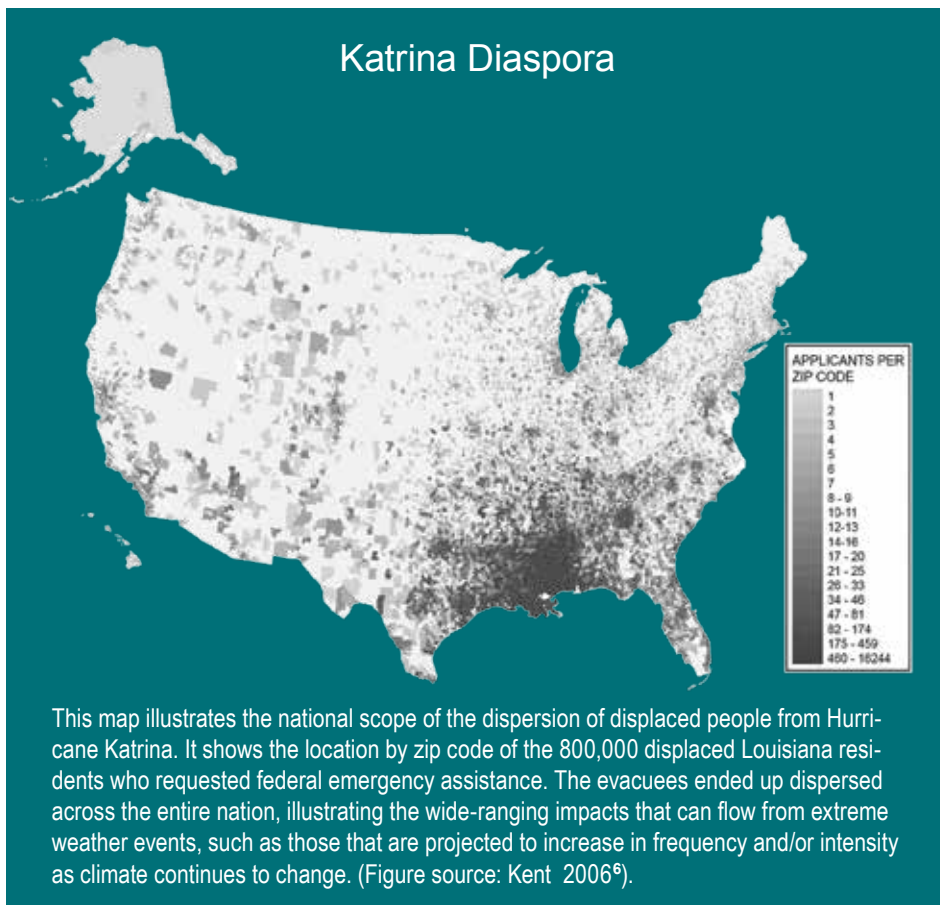 Katrina Diaspora
APPLICANTS PER
ZIP CODE
1
2
3
4
5
6
7
8 - 9
10-11
12-13
14-16
17 - 20
21 - 25
26 - 33
34 - 46
47 - 81
82 - 174
175 - 459
460 - 16244
This map illustrates the national scope of the dispersion of displaced people from Hurri-
cane Katrina. It shows the location by zip code of the 800,000 displaced Louisiana resi-
dents who requested federal emergency assistance. The evacuees ended up dispersed
across the entire nation, illustrating the wide-ranging impacts that can flow from extreme
weather events, such as those that are projected to increase in frequency and/or intensity
as climate continues to change. (Figure source: Kent 2006⁶).